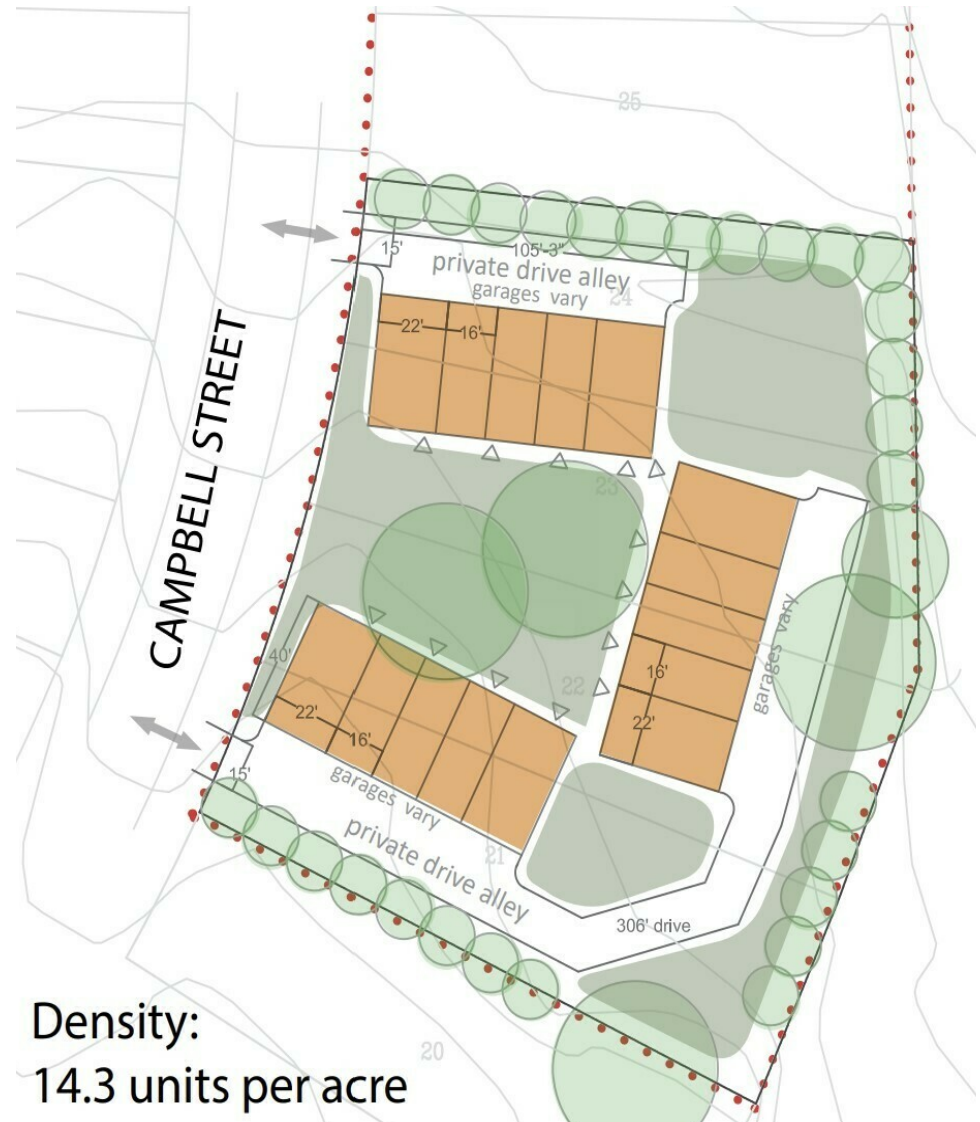 25
15'
105'-3"
private drive alley
garages vary
24
22'
16'
CAMPBELL STREET
23
garages vary
16'
22'
22
40'
22'
16'
15'
garages vary
private drive alley
21
306' drive
20
Density:
14.3 units per acre